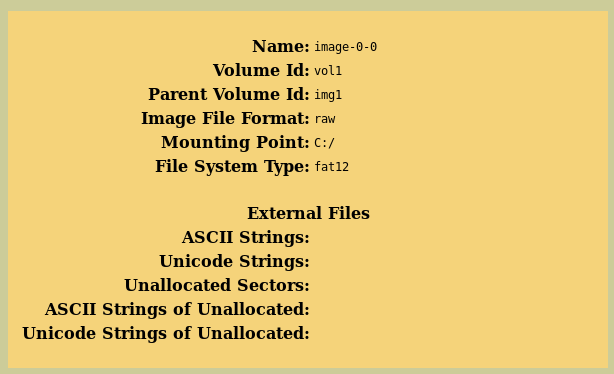 Name: image-0-0
Volume Id: vol1
Parent Volume Id: img1
Image File Format: raw
Mounting Point: C:/
File System Type: fat12
External Files
ASCII Strings:
Unicode Strings:
Unallocated Sectors:
ASCII Strings of Unallocated:
Unicode Strings of Unallocated: